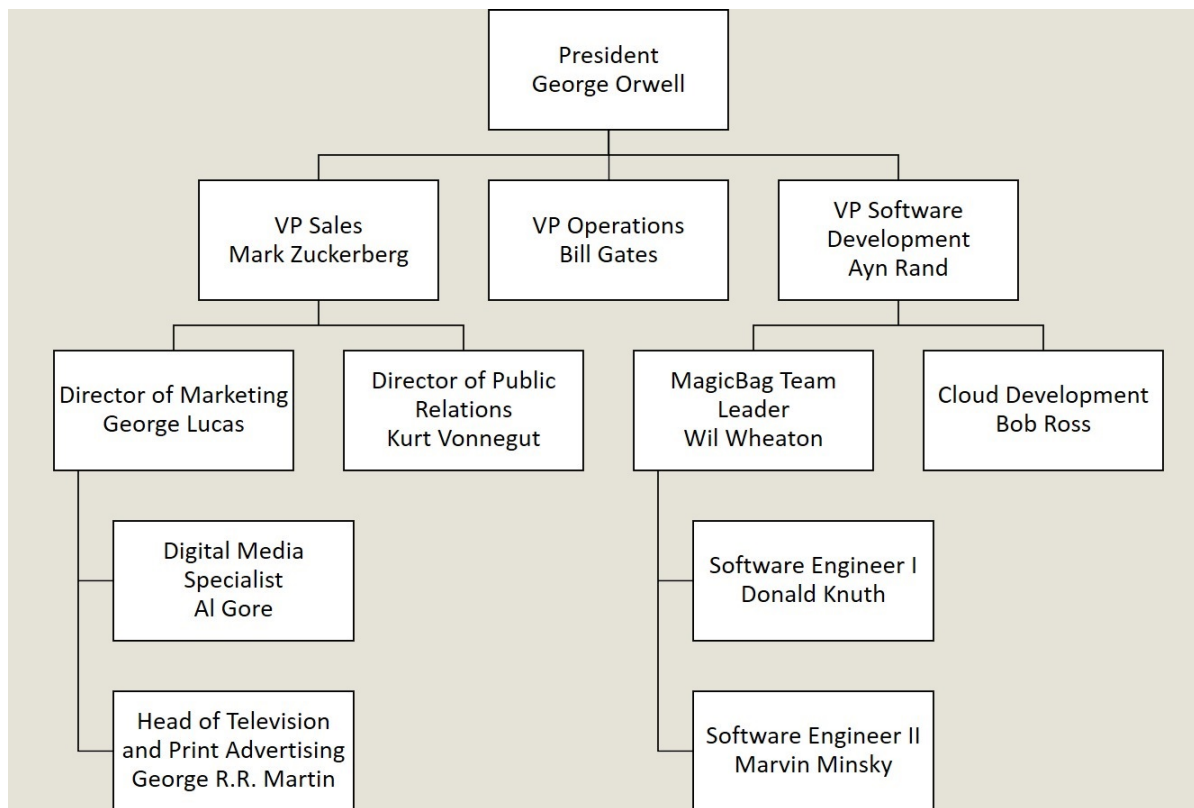 President
George Orwell
VP Sales
Mark Zuckerberg
VP Operations
Bill Gates
VP Software
Development
Ayn Rand
Director of Marketing
George Lucas
Director of Public
Relations
Kurt Vonnegut
MagicBag Team
Leader
Wil Wheaton
Cloud Development
Bob Ross
Digital Media
Specialist
Al Gore
Software Engineer I
Donald Knuth
Head of Television
and Print Advertising
George R.R. Martin
Software Engineer II
Marvin Minsky